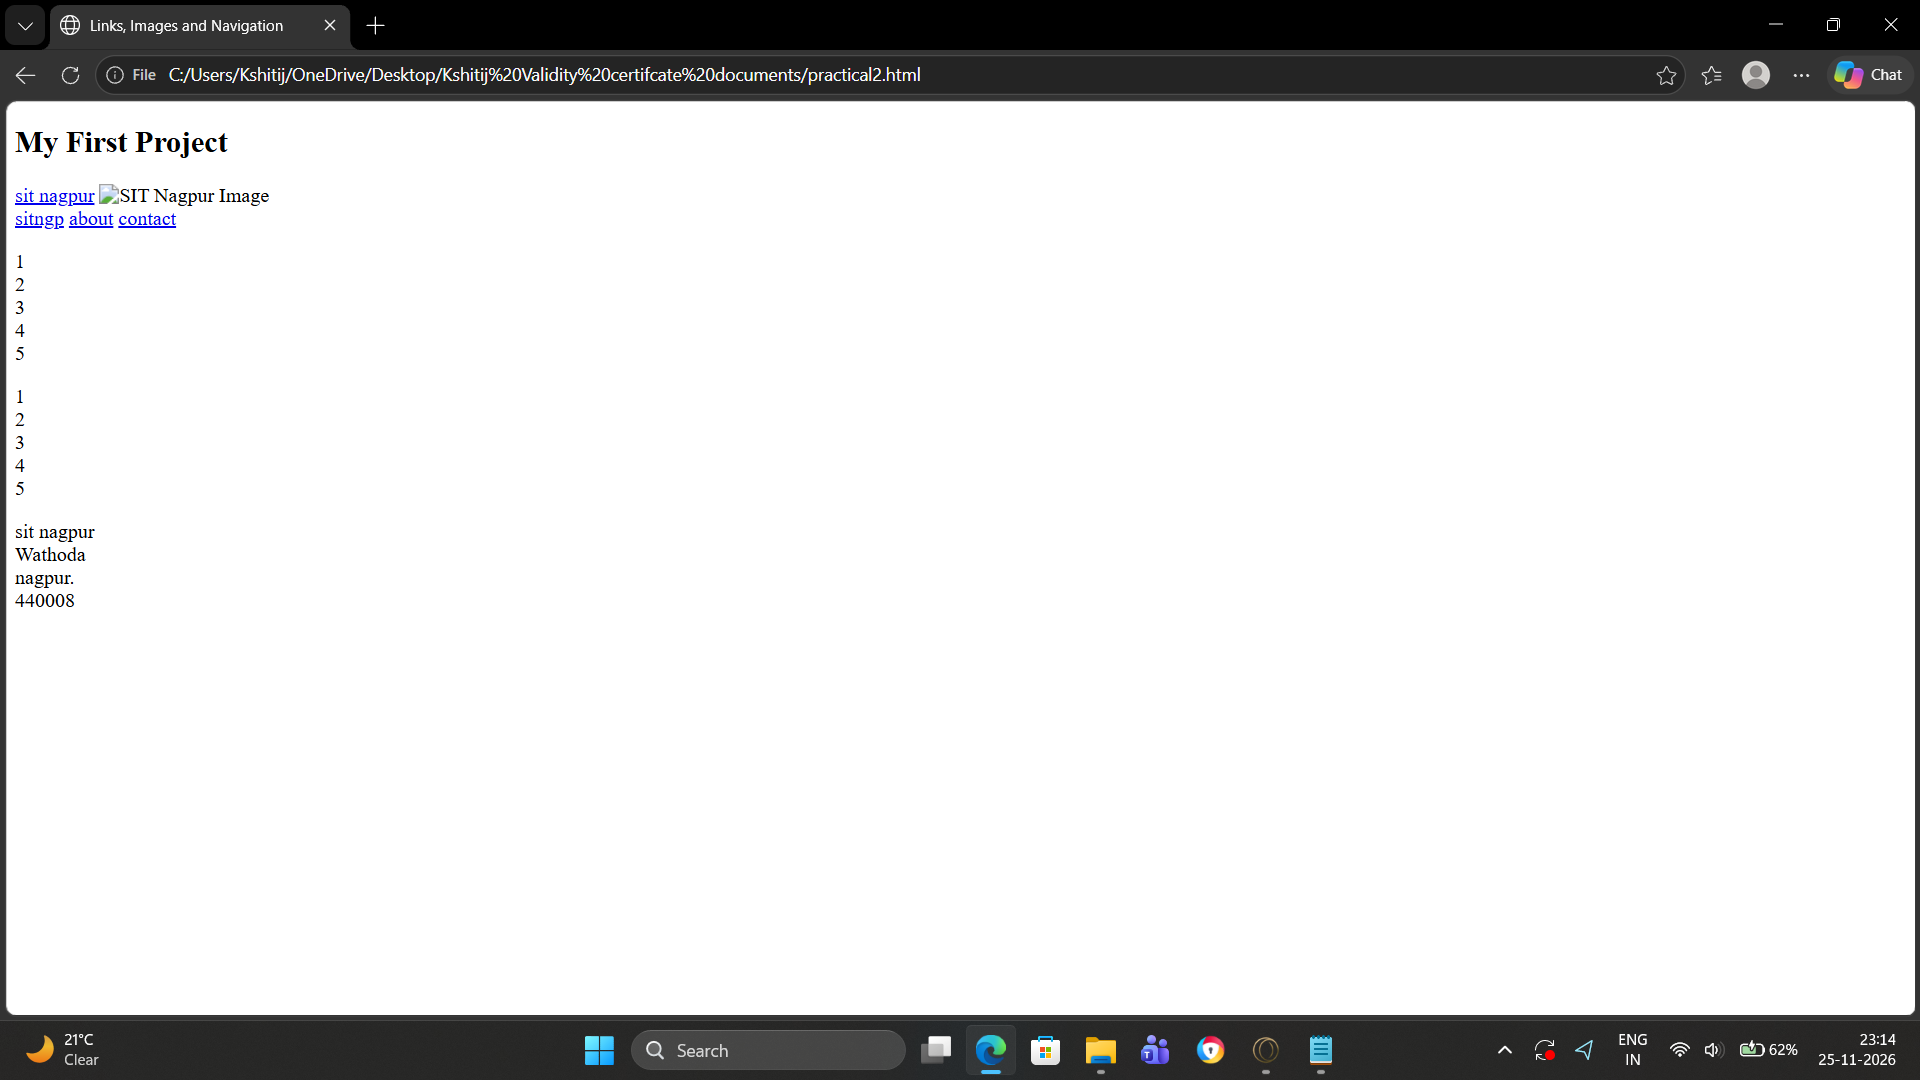 Links, Images and Navigation
File C:/Users/Kshitij/OneDrive/Desktop/Kshitij%20Validity%20certifcate%20documents/practical2.html
Chat
My First Project
sit nagpur SIT Nagpur Image
sitngp about contact
1
2
3
4
5
1
2
3
4
5
sit nagpur
Wathoda
nagpur.
440008
21°C
Clear
Search
ENG
IN
62%
23:14
25-11-2026